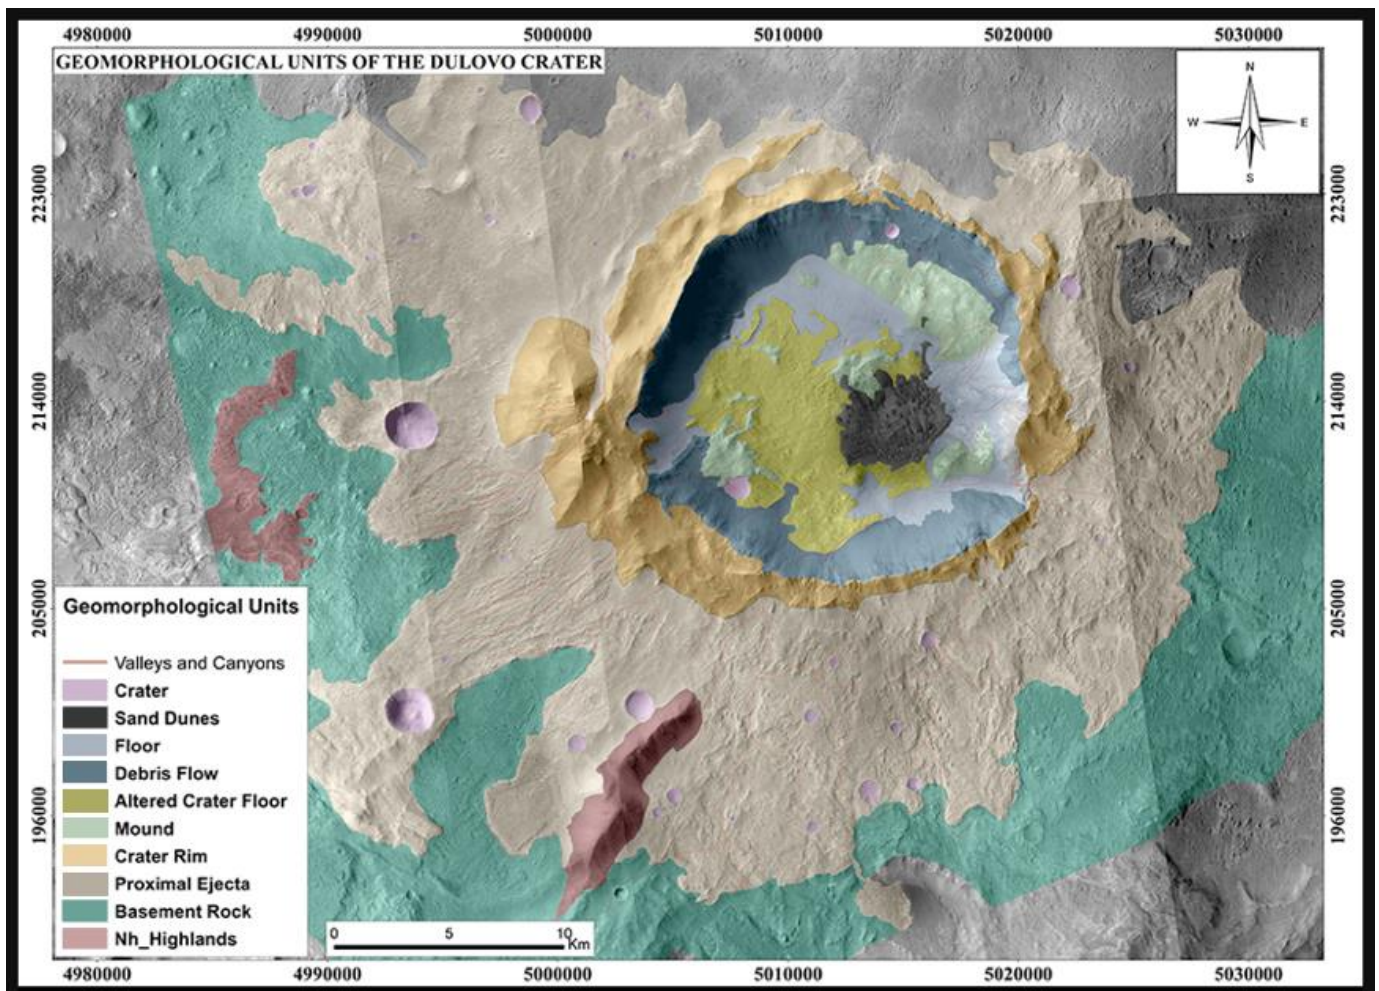 4980000 4990000 5000000 5010000 5020000 5030000
GEOMORPHOLOGICAL UNITS OF THE DULOVO CRATER
N
W E
S
223000 223000
214000 214000
205000 205000
196000 196000
Geomorphological Units
Valleys and Canyons
Crater
Sand Dunes
Floor
Debris Flow
Altered Crater Floor
Mound
Crater Rim
Proximal Ejecta
Basement Rock
Nh_Highlands
0 5 10
Km
4980000 4990000 5000000 5010000 5020000 5030000